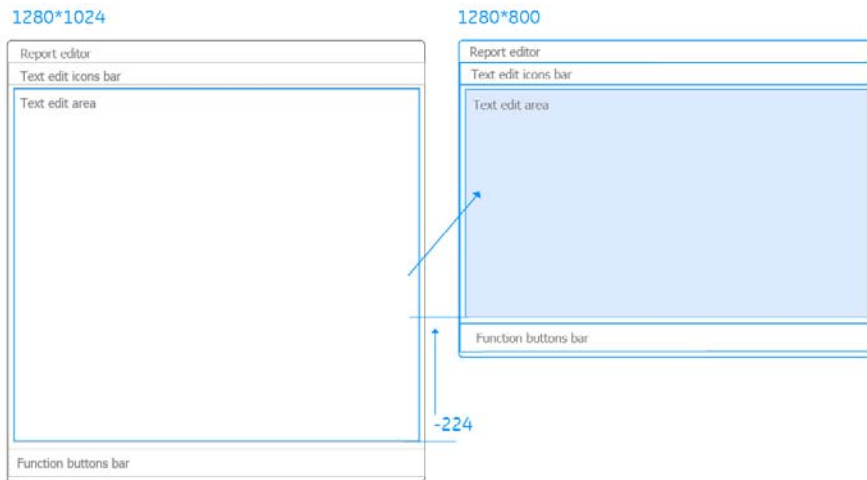 1280*1024
Report editor
Text edit icons bar
Text edit area
Function buttons bar
-224
1280*800
Report editor
Text edit icons bar
Text edit area
Function buttons bar